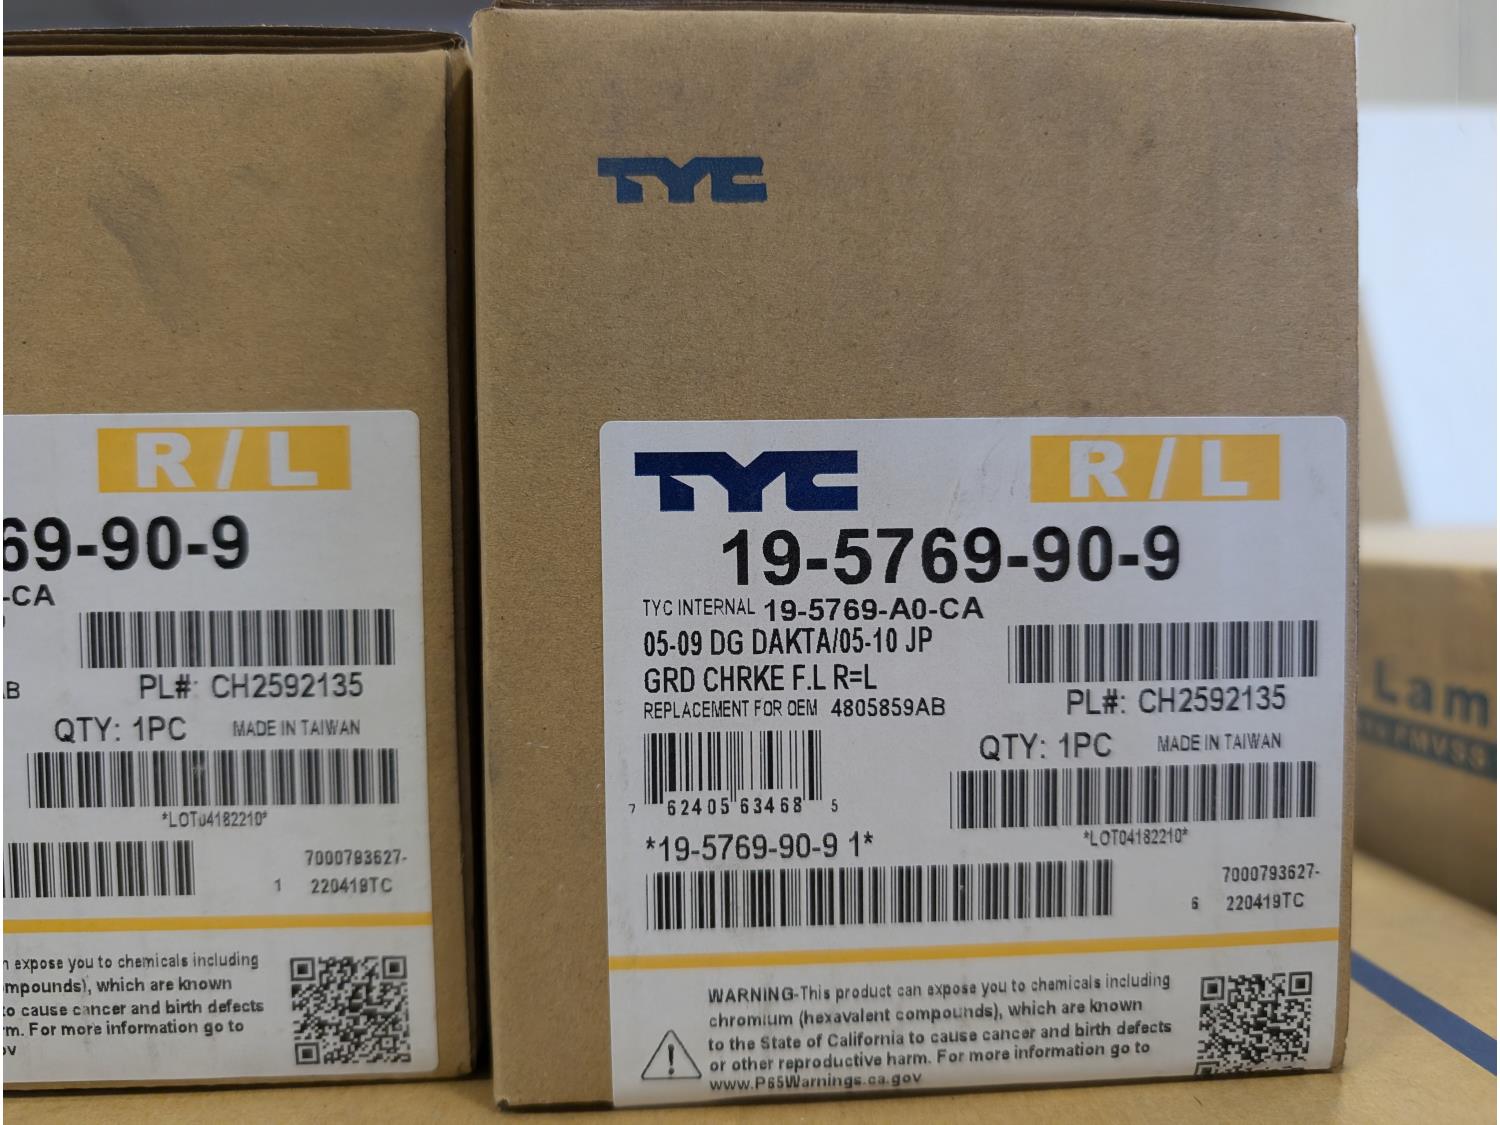 TYC
R/L
69-90-9
-CA
AB
PL#: CH2592135
QTY: 1PC MADE IN TAIWAN
*LOT04182210*
7000793627-
1 220419TC
expose you to chemicals including
mpounds), which are known
to cause cancer and birth defects
rm. For more information go to
ov
TYC R/L
19-5769-90-9
TYC INTERNAL 19-5769-A0-CA
05-09 DG DAKTA/05-10 JP
GRD CHRKE F.L R=L
REPLACEMENT FOR OEM 4805859AB
PL#: CH2592135
QTY: 1PC MADE IN TAIWAN
7 62405 63468 5
*LOT04182210*
*19-5769-90-9 1*
7000793627-
6 220419TC
WARNING-This product can expose you to chemicals including
chromium (hexavalent compounds), which are known
to the State of California to cause cancer and birth defects
or other reproductive harm. For more information go to
www.P65Warnings.ca.gov
Lam
FMVSS